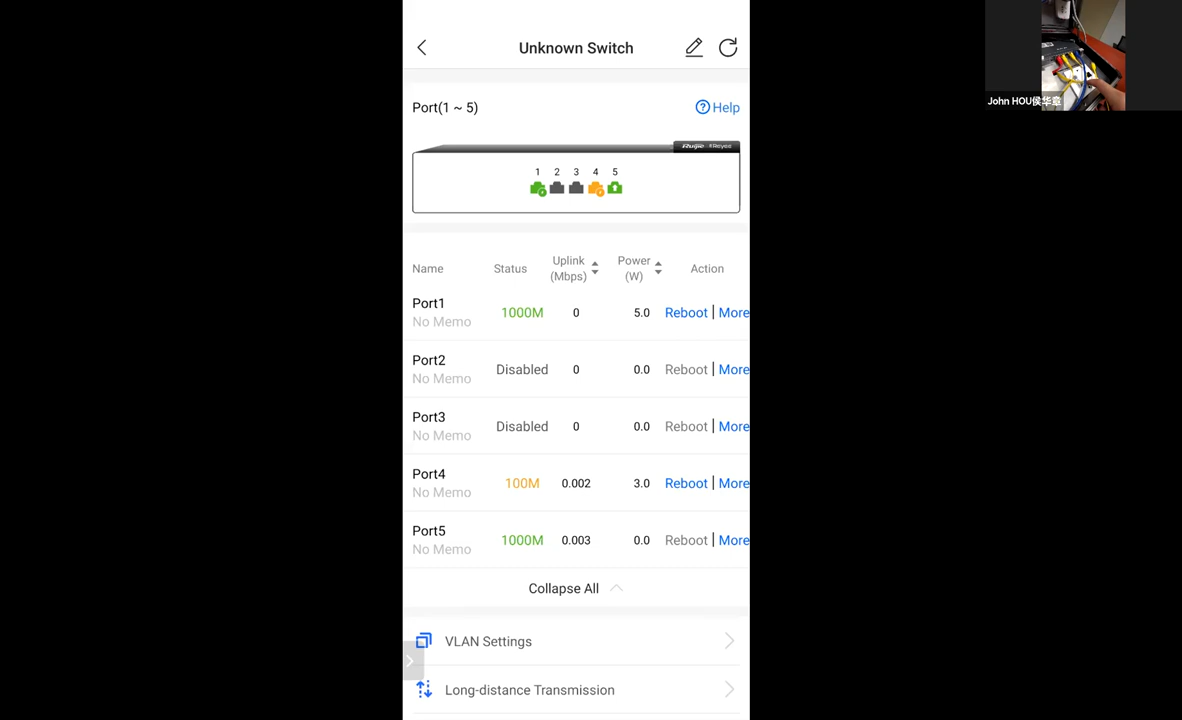 Unknown Switch
Port(1 ~ 5)
Help
Ruijie Reyee
1 2 3 4 5
Name Status Uplink (Mbps) Power (W) Action
Port1 1000M 0 5.0 Reboot | More
No Memo
Port2 Disabled 0 0.0 Reboot | More
No Memo
Port3 Disabled 0 0.0 Reboot | More
No Memo
Port4 100M 0.002 3.0 Reboot | More
No Memo
Port5 1000M 0.003 0.0 Reboot | More
No Memo
Collapse All
VLAN Settings
Long-distance Transmission
John HOU侯华章